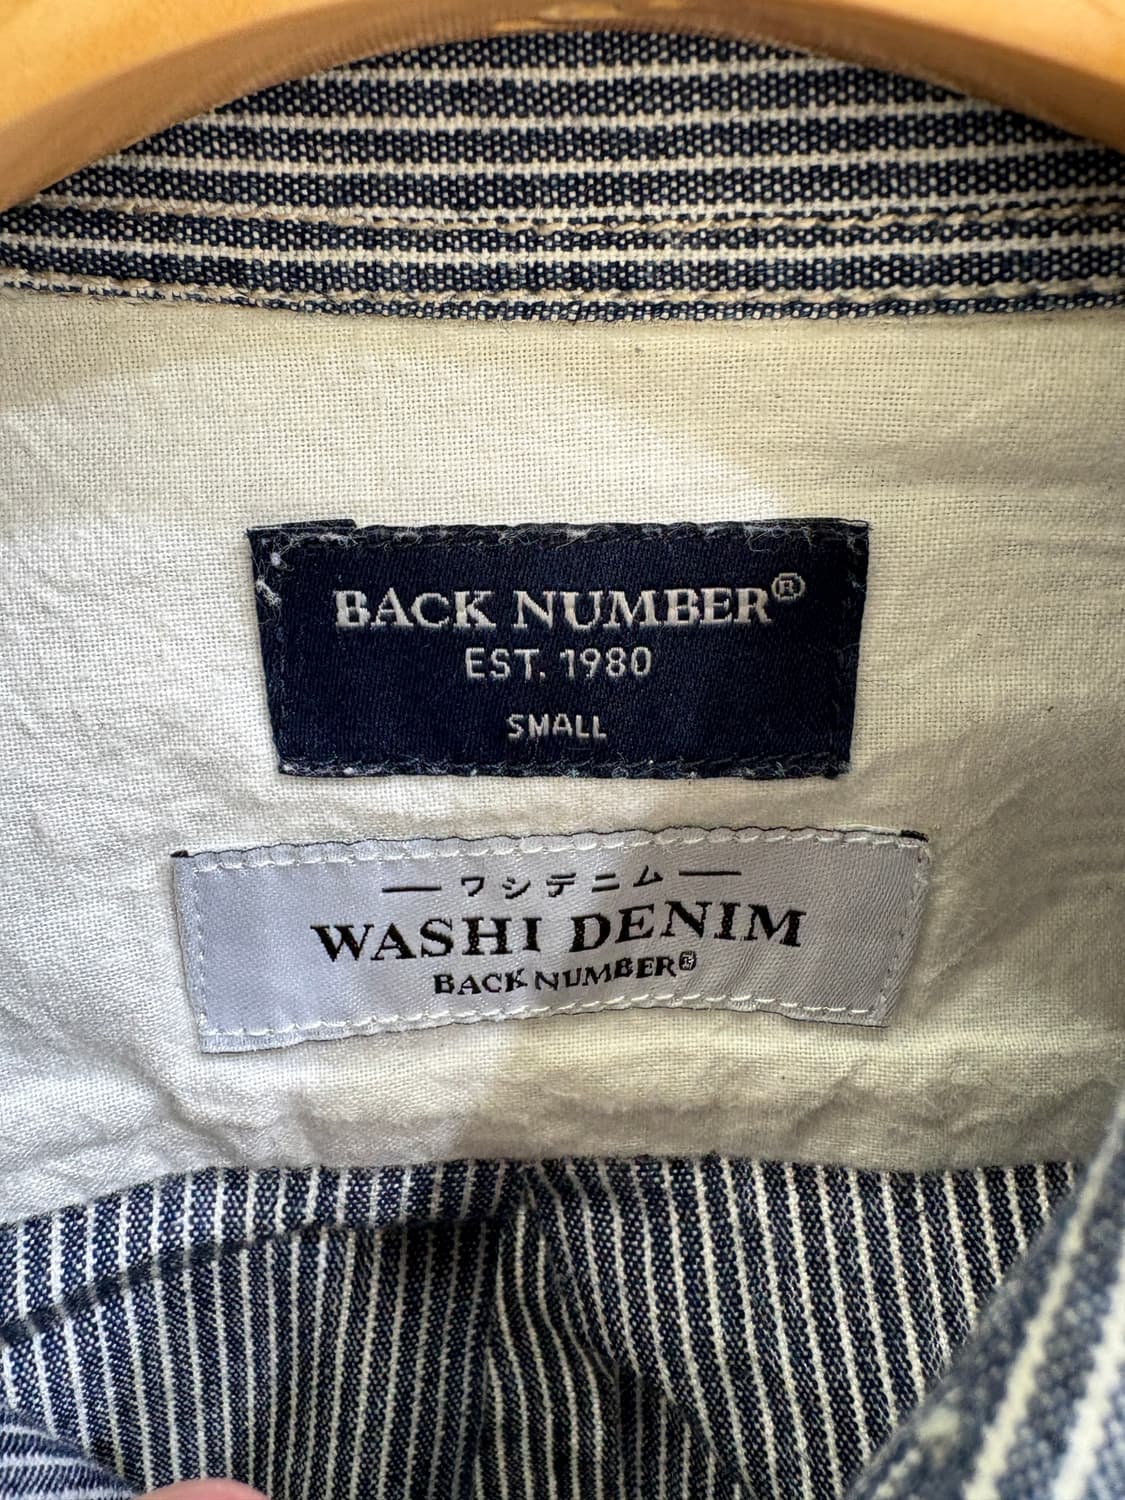 BACK NUMBER®
EST. 1980
SMALL
— ワシデニム —
WASHI DENIM
BACK NUMBER®